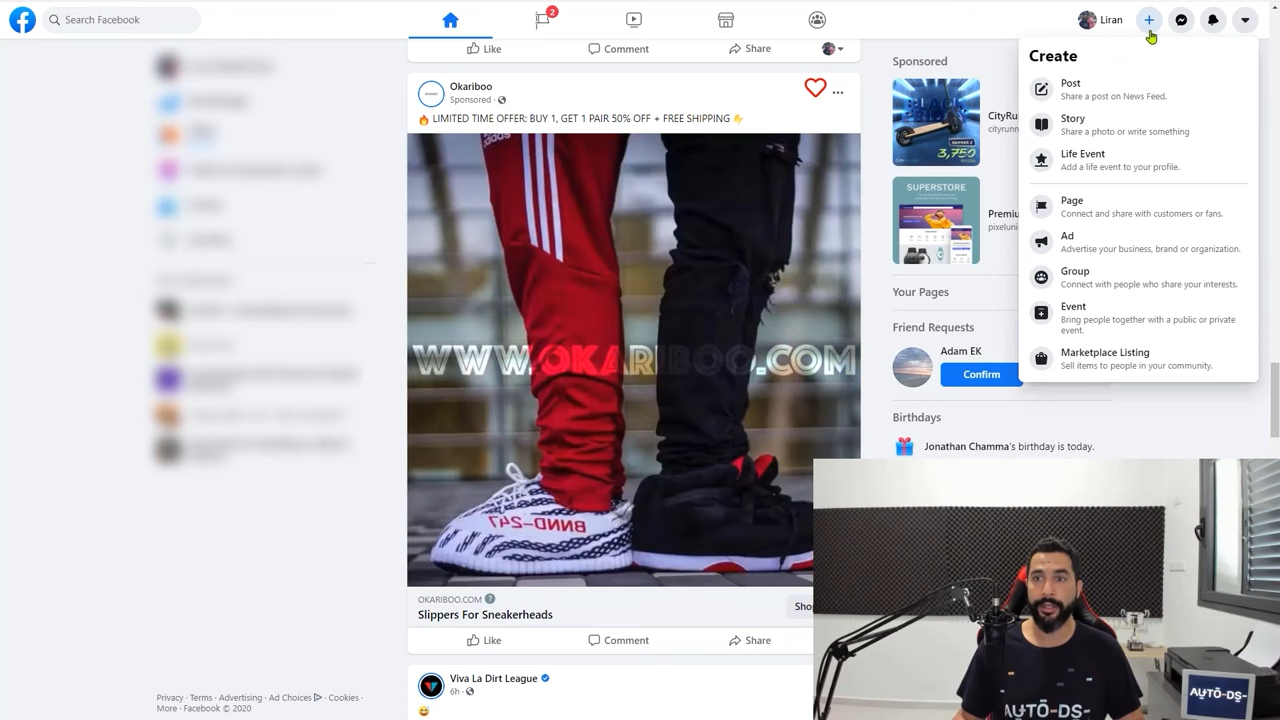 Search Facebook
2
Liran
Like
Comment
Share
Okariboo
Sponsored ·
🔥 LIMITED TIME OFFER: BUY 1, GET 1 PAIR 50% OFF + FREE SHIPPING ⚡
WWW.OKARIBOO.COM
BNND-247
OKARIBOO.COM
Slippers For Sneakerheads
Like
Comment
Share
Viva La Dirt League
6h ·
Sponsored
CityRun
cityrunn
3,750
SUPERSTORE
Premiu
pixeluni
Your Pages
Friend Requests
Adam EK
Confirm
Birthdays
Jonathan Chamma's birthday is today.
Create
Post
Share a post on News Feed.
Story
Share a photo or write something
Life Event
Add a life event to your profile.
Page
Connect and share with customers or fans.
Ad
Advertise your business, brand or organization.
Group
Connect with people who share your interests.
Event
Bring people together with a public or private
event.
Marketplace Listing
Sell items to people in your community.
Privacy · Terms · Advertising · Ad Choices · Cookies ·
More · Facebook © 2020
AUTO-DS-
AUTO-DS-